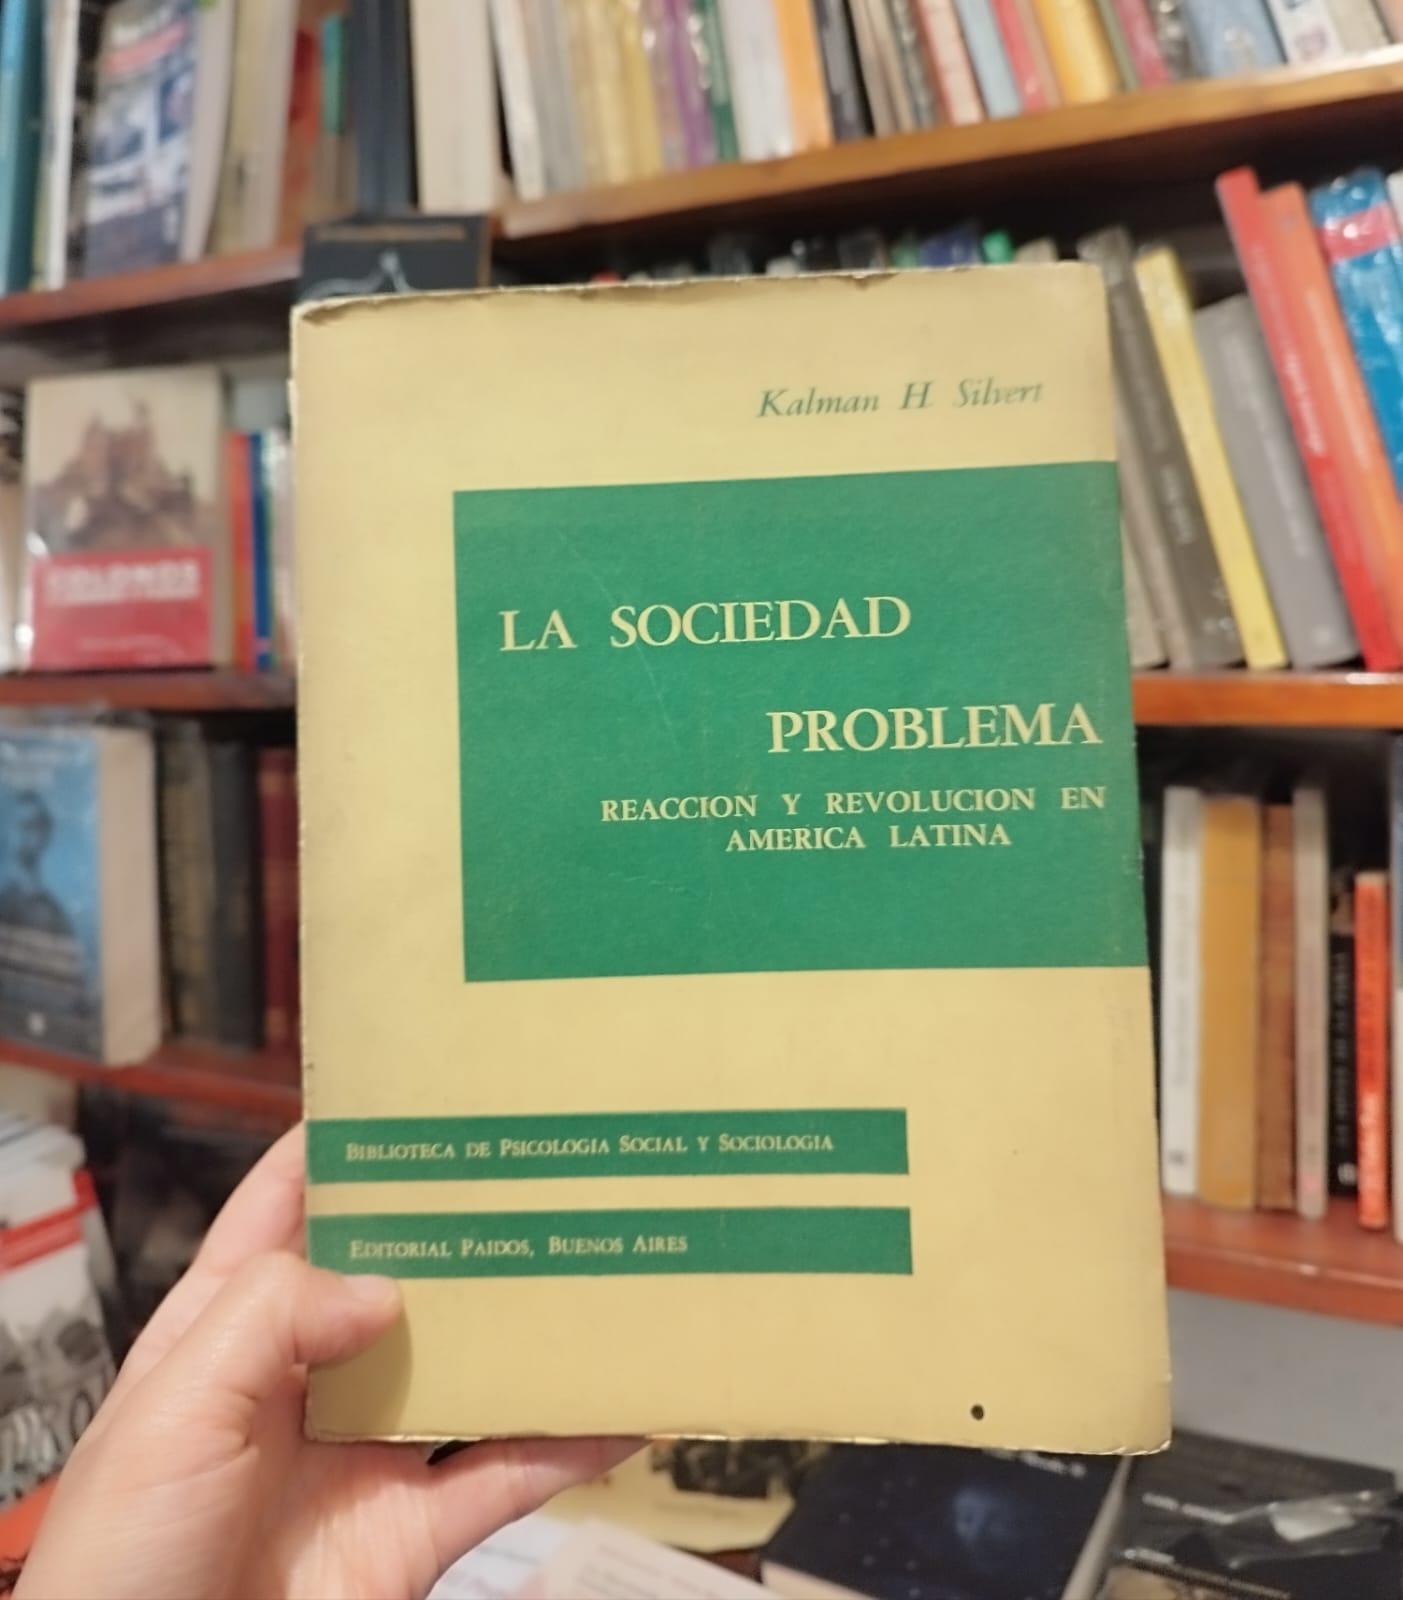 Kalman H. Silvert
LA SOCIEDAD
PROBLEMA
REACCION Y REVOLUCION EN
AMERICA LATINA
BIBLIOTECA DE PSICOLOGIA SOCIAL Y SOCIOLOGIA
EDITORIAL PAIDOS, BUENOS AIRES
COLONOS